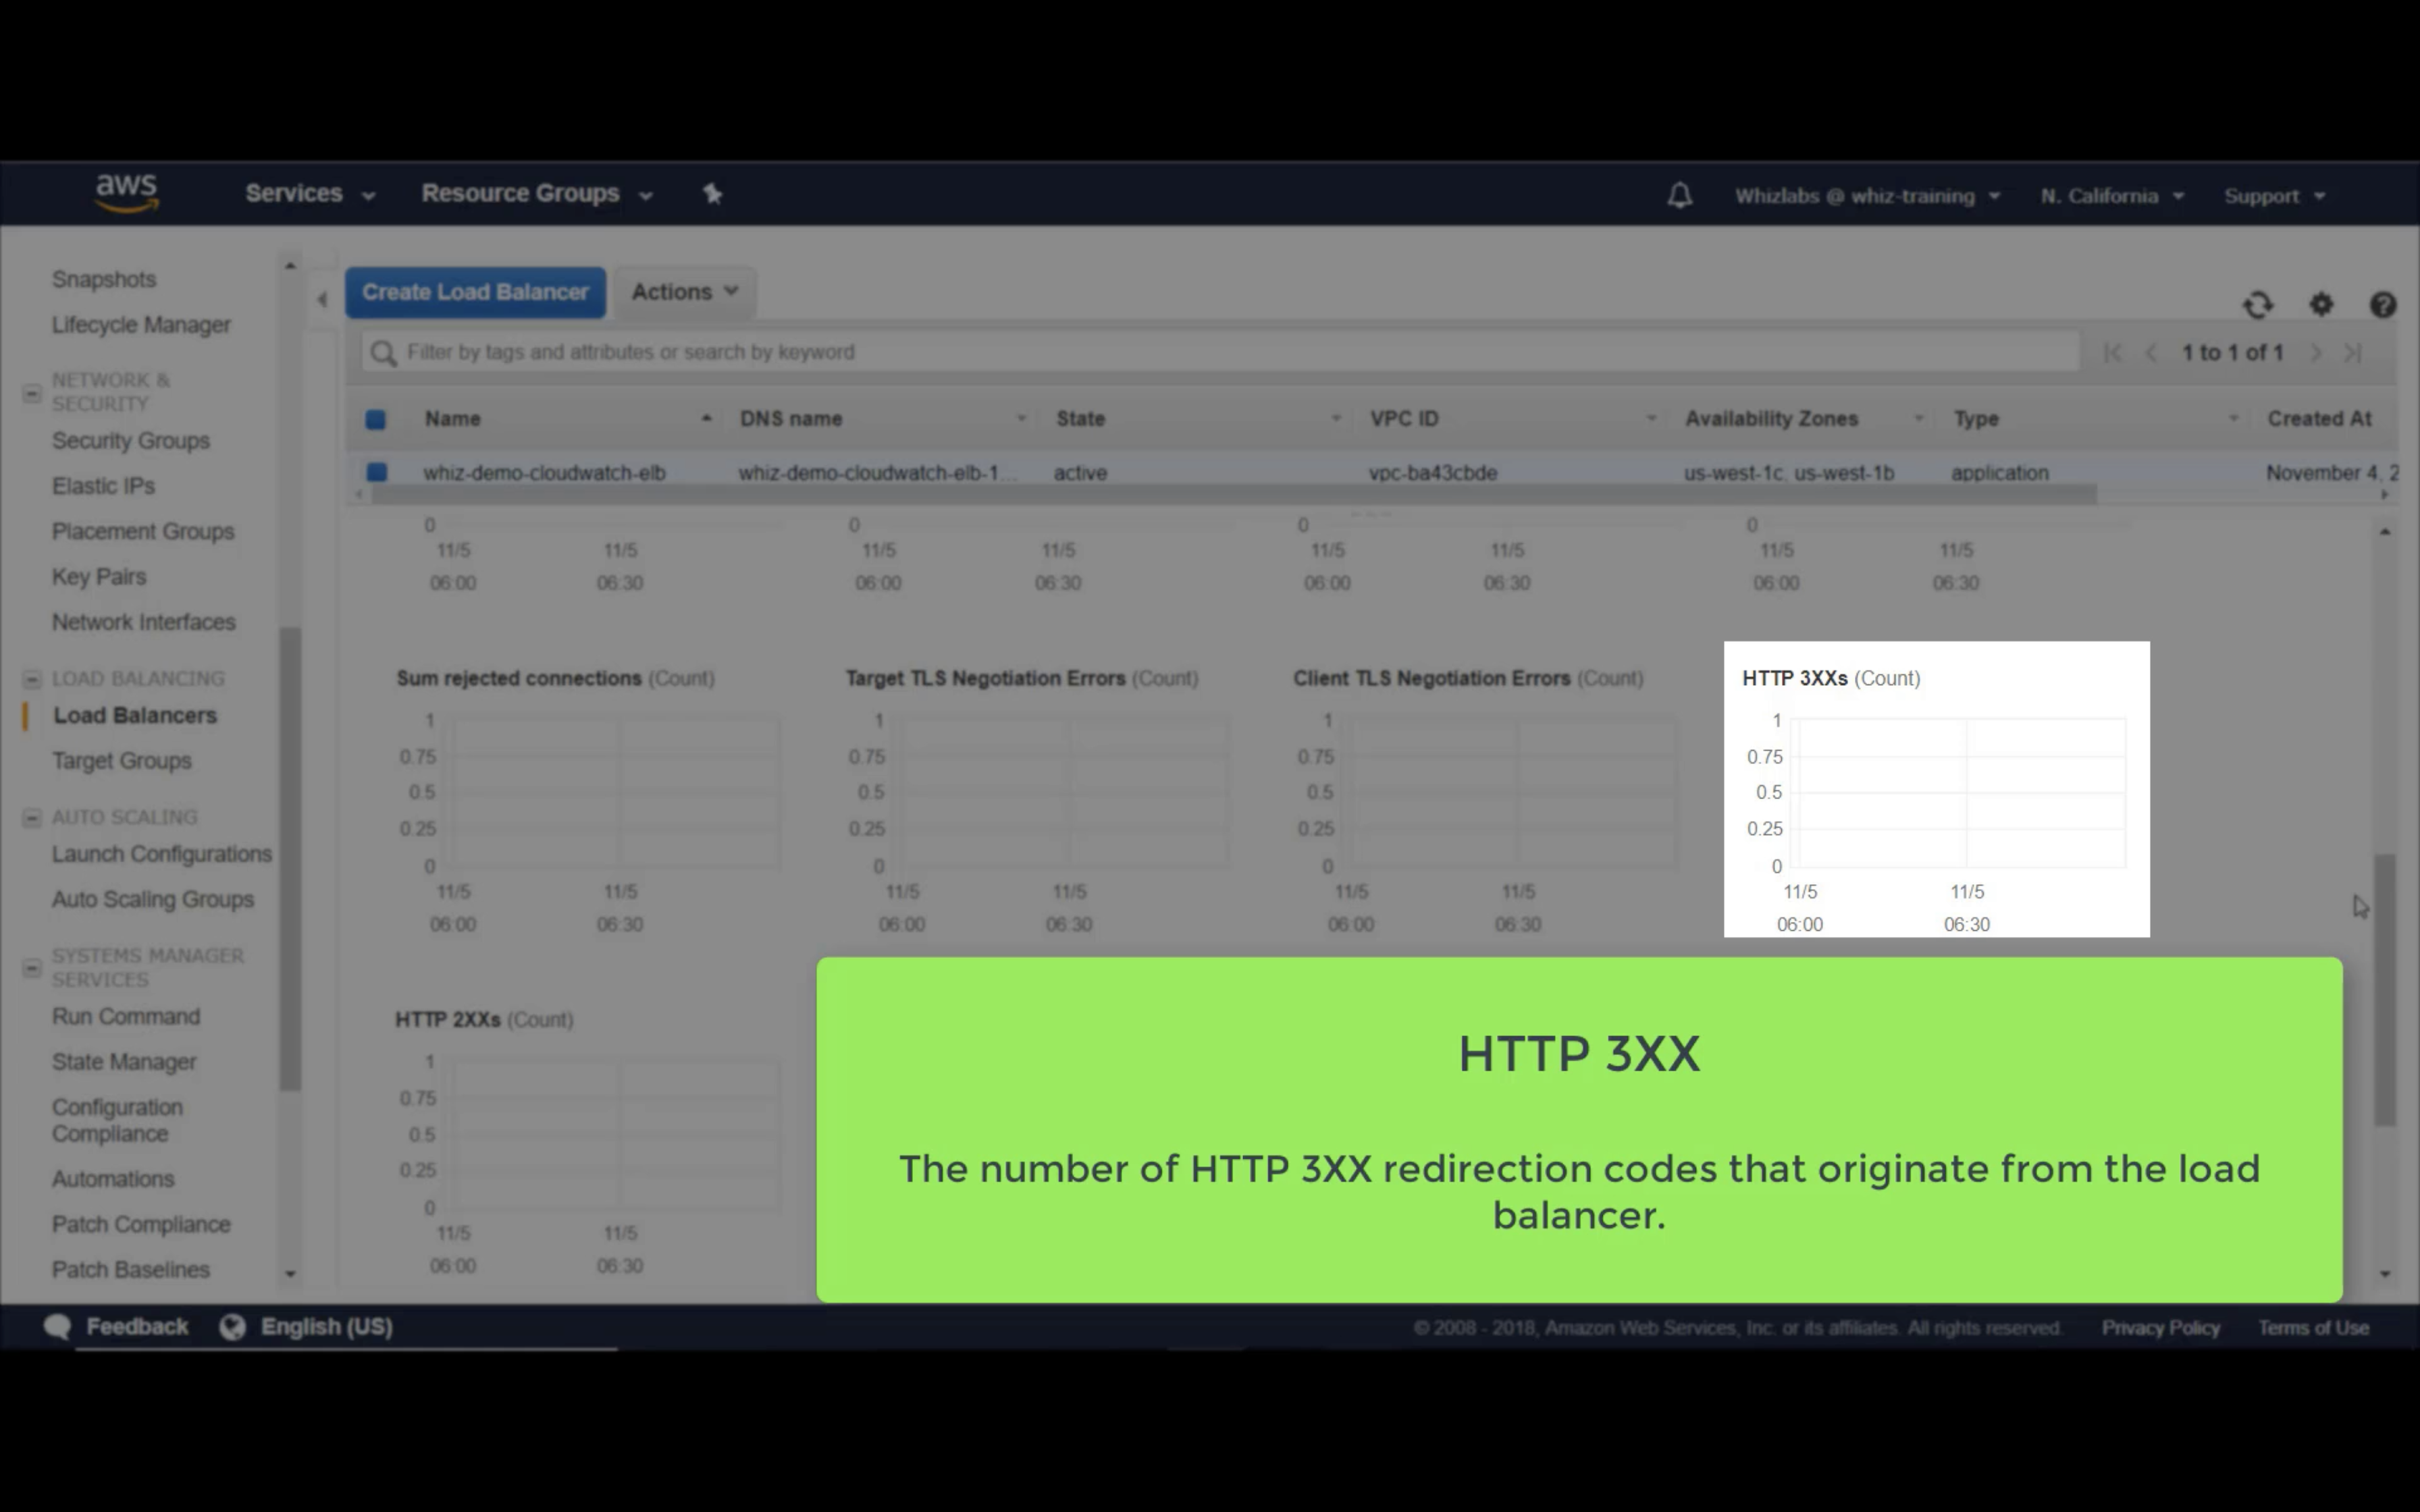 aws Services Resource Groups Whizlabs @ whiz-training N. California Support
Snapshots
Lifecycle Manager
NETWORK &
SECURITY
Security Groups
Elastic IPs
Placement Groups
Key Pairs
Network Interfaces
LOAD BALANCING
Load Balancers
Target Groups
AUTO SCALING
Launch Configurations
Auto Scaling Groups
SYSTEMS MANAGER
SERVICES
Run Command
State Manager
Configuration
Compliance
Automations
Patch Compliance
Patch Baselines
Create Load Balancer Actions
Filter by tags and attributes or search by keyword 1 to 1 of 1
Name DNS name State VPC ID Availability Zones Type Created At
whiz-demo-cloudwatch-elb whiz-demo-cloudwatch-elb-1... active vpc-ba43cbde us-west-1c, us-west-1b application November 4, 2
0 0 0 0
11/5 11/5 11/5 11/5 11/5 11/5 11/5 11/5
06:00 06:30 06:00 06:30 06:00 06:30 06:00 06:30
Sum rejected connections (Count) Target TLS Negotiation Errors (Count) Client TLS Negotiation Errors (Count) HTTP 3XXs (Count)
1 1 1 1
0.75 0.75 0.75 0.75
0.5 0.5 0.5 0.5
0.25 0.25 0.25 0.25
0 0 0 0
11/5 11/5 11/5 11/5 11/5 11/5 11/5 11/5
06:00 06:30 06:00 06:30 06:00 06:30 06:00 06:30
HTTP 2XXs (Count)
1
0.75
0.5
0.25
0
11/5 11/5
06:00 06:30
HTTP 3XX
The number of HTTP 3XX redirection codes that originate from the load
balancer.
Feedback English (US) © 2008 - 2018, Amazon Web Services, Inc. or its affiliates. All rights reserved. Privacy Policy Terms of Use